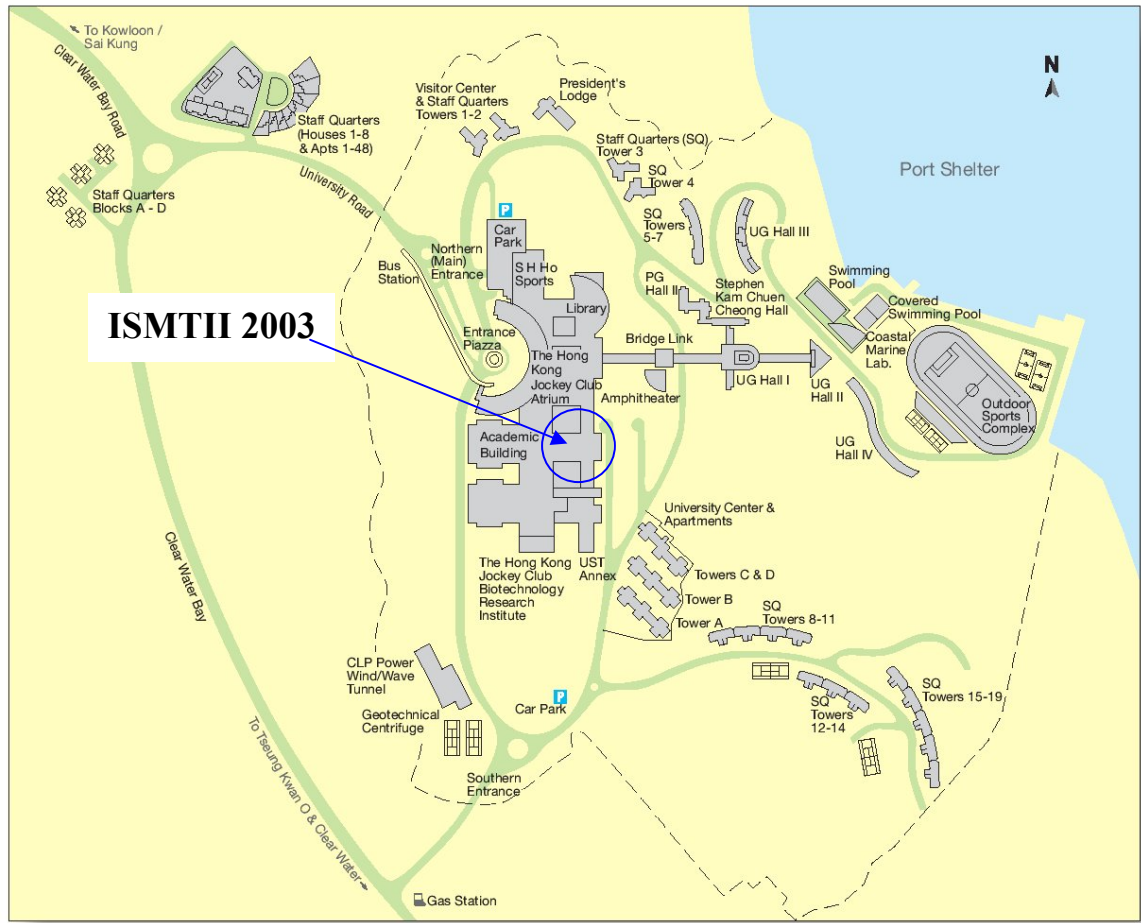 To Kowloon /
Sai Kung
Clear Water Bay Road
Staff Quarters
(Houses 1-8
& Apts 1-48)
Visitor Center
& Staff Quarters
Towers 1-2
President's
Lodge
N
Staff Quarters (SQ)
Tower 3
SQ
Tower 4
Port Shelter
University Road
Staff Quarters
Blocks A - D
P
Car
Park
SQ
Towers
5-7
UG Hall III
Northern
(Main)
Entrance
Bus
Station
S H Ho
Sports
PG
Hall II
Stephen
Kam Chuen
Cheong Hall
Swimming
Pool
Covered
Swimming Pool
Library
ISMTII 2003
Entrance
Piazza
Bridge Link
Coastal
Marine
Lab.
The Hong
Kong
Jockey Club
Atrium
Amphitheater
UG Hall I
UG
Hall II
Outdoor
Sports
Complex
Academic
Building
UG
Hall IV
University Center &
Apartments
The Hong Kong
Jockey Club
Biotechnology
Research
Institute
UST
Annex
Towers C & D
Tower B
Tower A
SQ
Towers 8-11
Clear Water Bay
CLP Power
Wind/Wave
Tunnel
Geotechnical
Centrifuge
P
Car Park
SQ
Towers
12-14
SQ
Towers 15-19
Southern
Entrance
To Tseung Kwan O & Clear Water
Gas Station